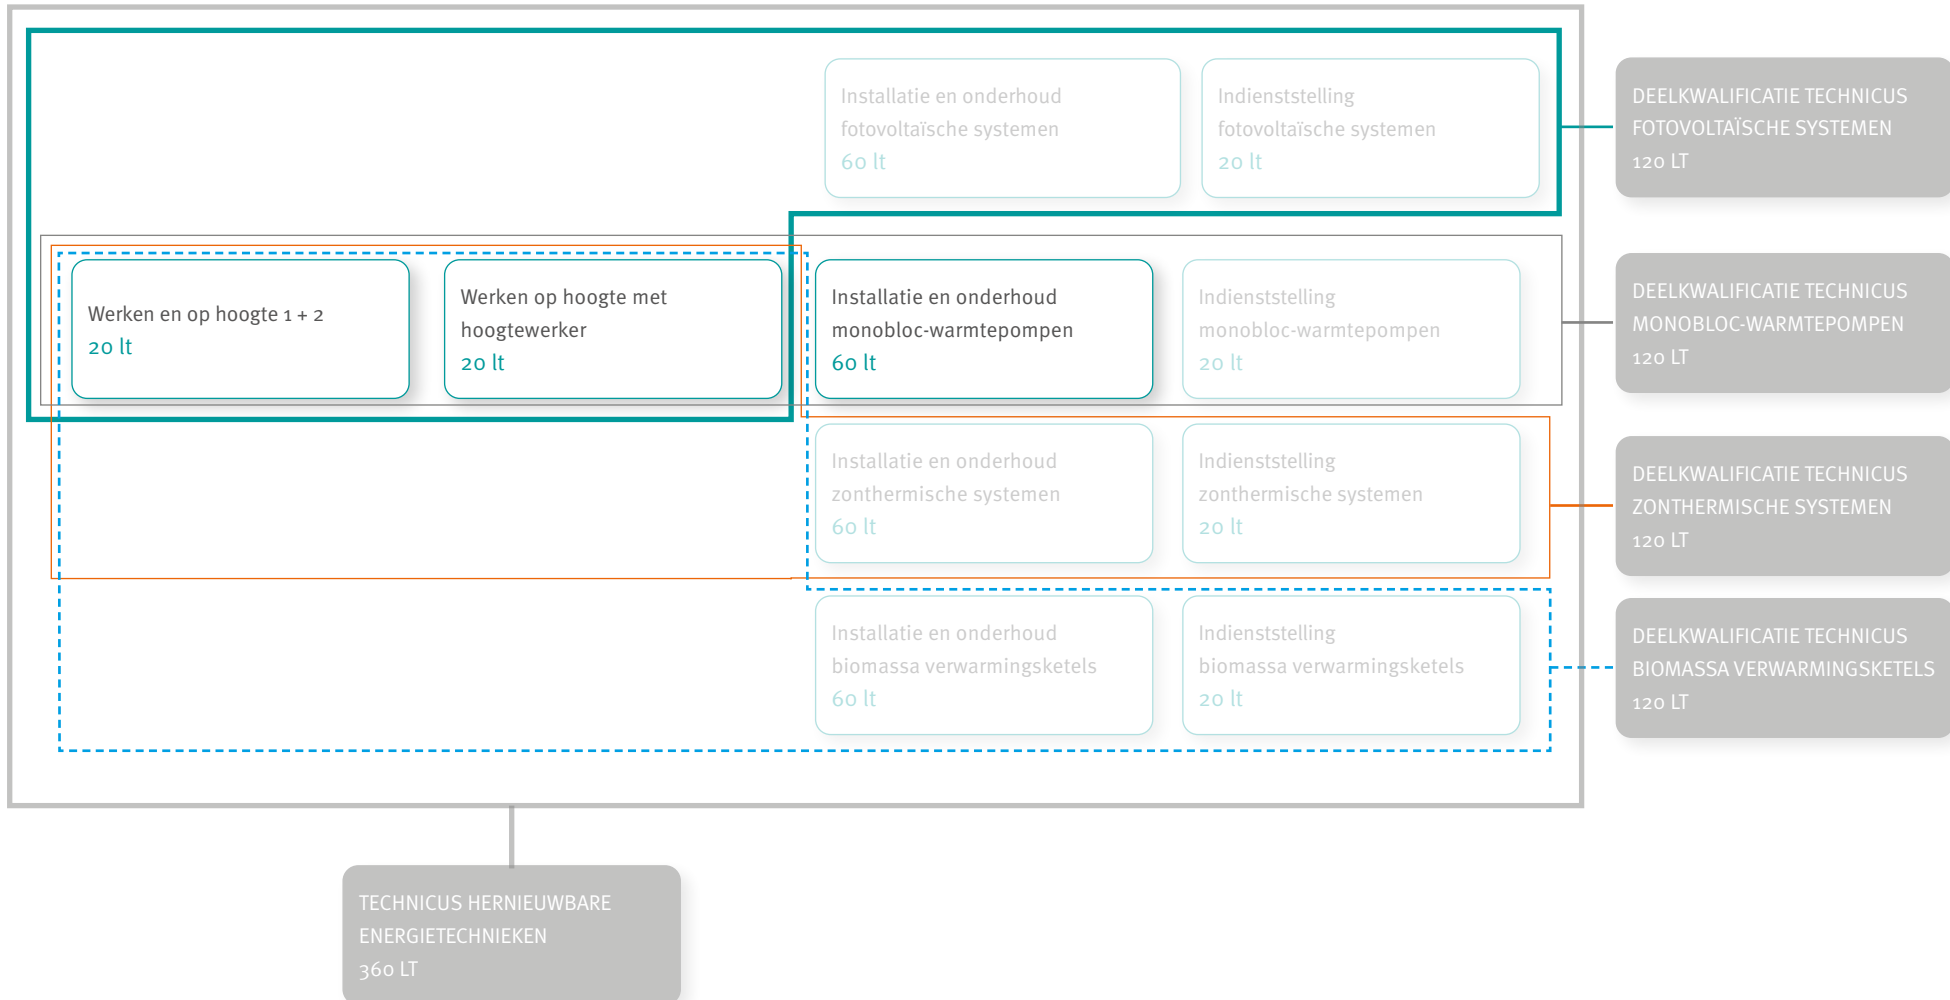 Installatie en onderhoud
fotovoltaïsche systemen
60 lt
Indienststelling
fotovoltaïsche systemen
20 lt
DEELKWALIFICATIE TECHNICUS
FOTOVOLTAÏSCHE SYSTEMEN
120 LT
Werken en op hoogte 1 + 2
20 lt
Werken op hoogte met
hoogtewerker
20 lt
Installatie en onderhoud
monobloc-warmtepompen
60 lt
Indienststelling
monobloc-warmtepompen
20 lt
DEELKWALIFICATIE TECHNICUS
MONOBLOC-WARMTEPOMPEN
120 LT
Installatie en onderhoud
zonthermische systemen
60 lt
Indienststelling
zonthermische systemen
20 lt
DEELKWALIFICATIE TECHNICUS
ZONTHERMISCHE SYSTEMEN
120 LT
Installatie en onderhoud
biomassa verwarmingsketels
60 lt
Indienststelling
biomassa verwarmingsketels
20 lt
DEELKWALIFICATIE TECHNICUS
BIOMASSA VERWARMINGSKETELS
120 LT
TECHNICUS HERNIEUWBARE
ENERGIETECHNIEKEN
360 LT